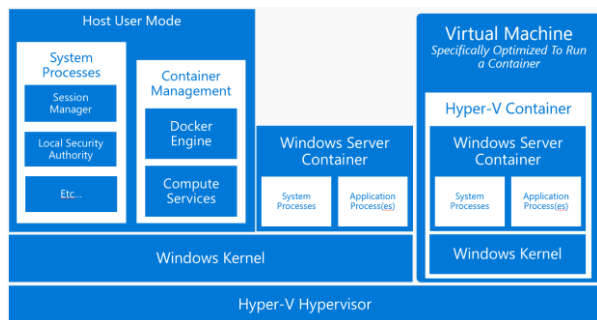 Host User Mode
System
Processes
Session
Manager
Local Security
Authority
Etc...
Container
Management
Docker
Engine
Compute
Services
Windows Server
Container
System
Processes
Application
Process(es)
Windows Kernel
Virtual Machine
Specifically Optimized To Run
a Container
Hyper-V Container
Windows Server
Container
System
Processes
Application
Process(es)
Windows Kernel
Hyper-V Hypervisor